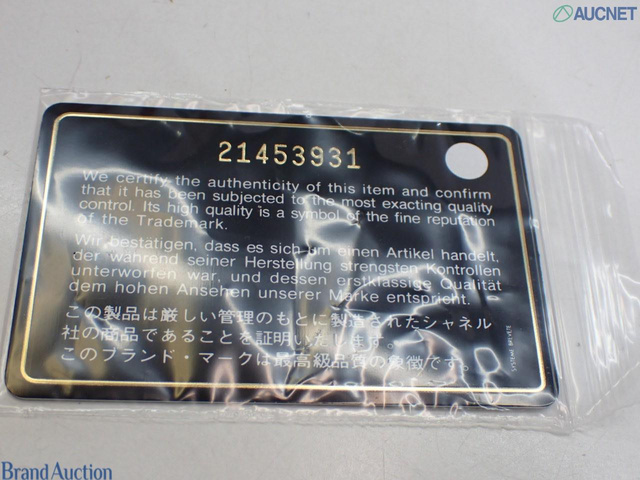 AUCNET
21453931
We certify the authenticity of this item and confirm
that it has been subjected to the most exacting quality
control. Its high quality is a symbol of the fine reputation
of the Trademark.
Wir bestätigen, dass es sich um einen Artikel handelt,
der während seiner Herstellung strengsten Kontrollen
unterworfen war, und dessen erstklassige Qualität
dem hohen Ansehen unserer Marke entspricht.
この製品は厳しい管理のもとに製造されたシャネル
社の商品であることを証明いたします。
このブランド・マークは最高級品質の象徴です。
SYSTEME BREVETE
Brand Auction